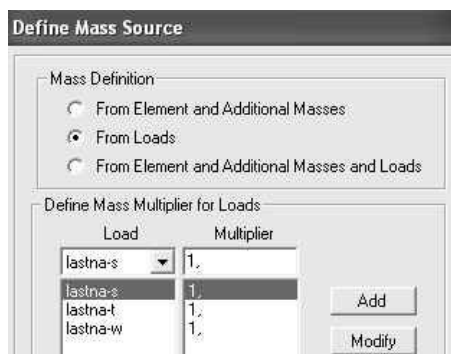 Define Mass Source
Mass Definition
From Element and Additional Masses
From Loads
From Element and Additional Masses and Loads
Define Mass Multiplier for Loads
Load Multiplier
lastna-s 1,
lastna-s 1,
lastna-t 1,
lastna-w 1,
Add
Modify